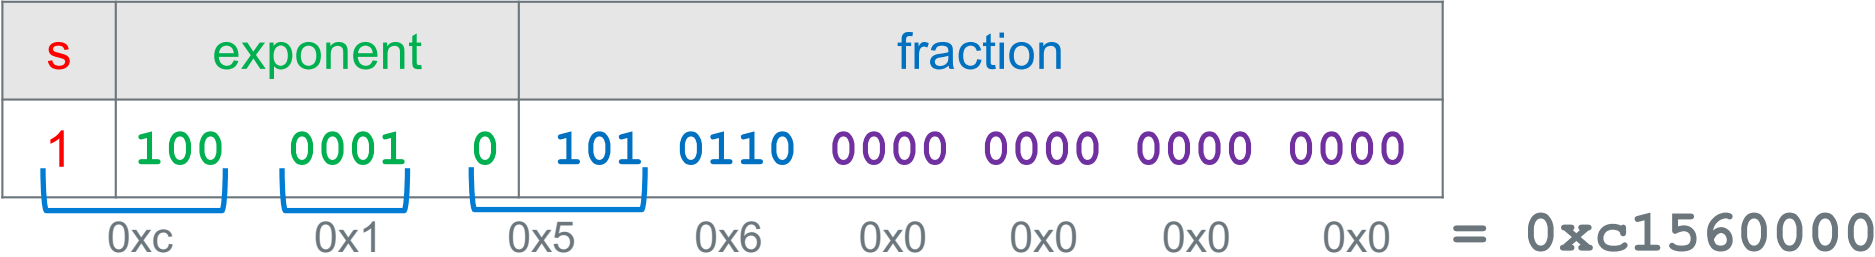 s exponent fraction
1 100 0001 0 101 0110 0000 0000 0000 0000
0xc 0x1 0x5 0x6 0x0 0x0 0x0 0x0 = 0xc1560000